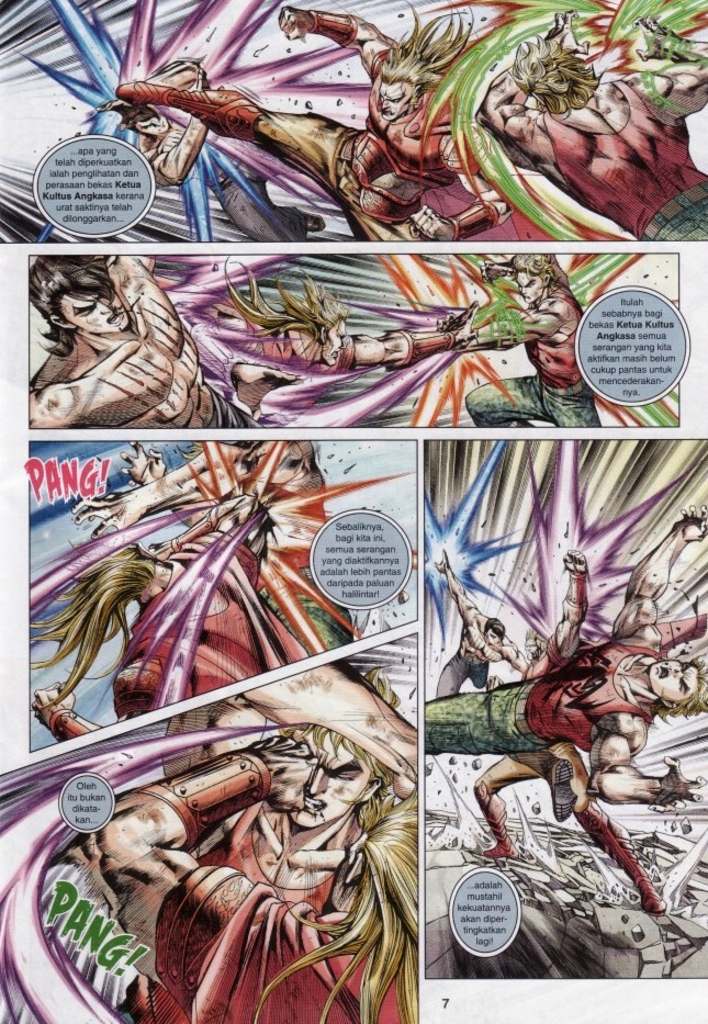 ...apa yang
telah diperkuatkan
ialah penglihatan dan
perasaan bekas Ketua
Kultus Angkasa kerana
urat saktinya telah
dilonggarkan...
Itulah
sebabnya bagi
bekas Ketua Kultus
Angkasa semua
serangan yang kita
aktifkan masih belum
cukup pantas untuk
mencederakan-
nya.
PANG!
Sebaliknya,
bagi kita ini,
semua serangan
yang diaktifkannya
adalah lebih pantas
daripada paluan
halilintar!
Oleh
itu bukan
dikata-
kan...
PANG!
...adalah
mustahil
kekuatannya
akan diper-
tingkatkan
lagi!
7